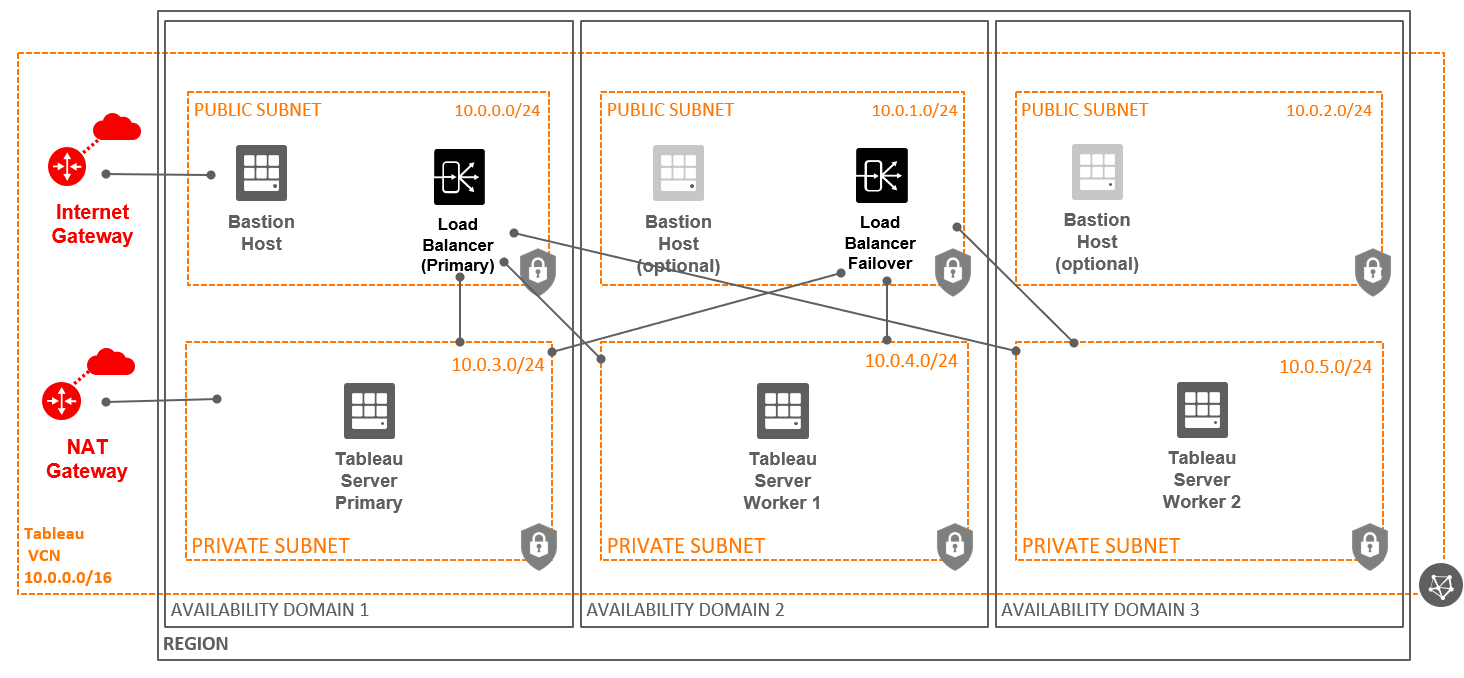 PUBLIC SUBNET
10.0.0.0/24
PUBLIC SUBNET
10.0.1.0/24
PUBLIC SUBNET
10.0.2.0/24
Internet
Gateway
Bastion
Host
Load
Balancer
(Primary)
Bastion
Host
(optional)
Load
Balancer
Failover
Bastion
Host
(optional)
NAT
Gateway
10.0.3.0/24
Tableau
Server
Primary
PRIVATE SUBNET
10.0.4.0/24
Tableau
Server
Worker 1
PRIVATE SUBNET
10.0.5.0/24
Tableau
Server
Worker 2
PRIVATE SUBNET
Tableau
VCN
10.0.0.0/16
AVAILABILITY DOMAIN 1
AVAILABILITY DOMAIN 2
AVAILABILITY DOMAIN 3
REGION